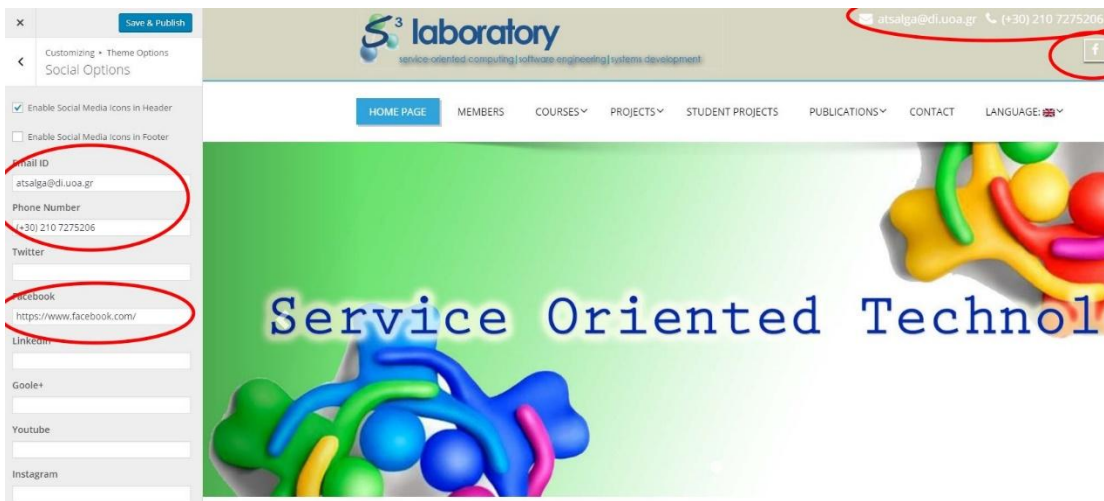 Save & Publish
Customizing ▸ Theme Options
Social Options
Enable Social Media Icons in Header
Enable Social Media Icons in Footer
Email ID
atsalga@di.uoa.gr
Phone Number
(+30) 210 7275206
Twitter
Facebook
https://www.facebook.com/
LinkedIn
Goole+
Youtube
Instagram
atsalga@di.uoa.gr (+30) 210 7275206
S3 laboratory
service-oriented computing|software engineering|systems development
HOME PAGE MEMBERS COURSES PROJECTS STUDENT PROJECTS PUBLICATIONS CONTACT LANGUAGE:
Service Oriented Technol